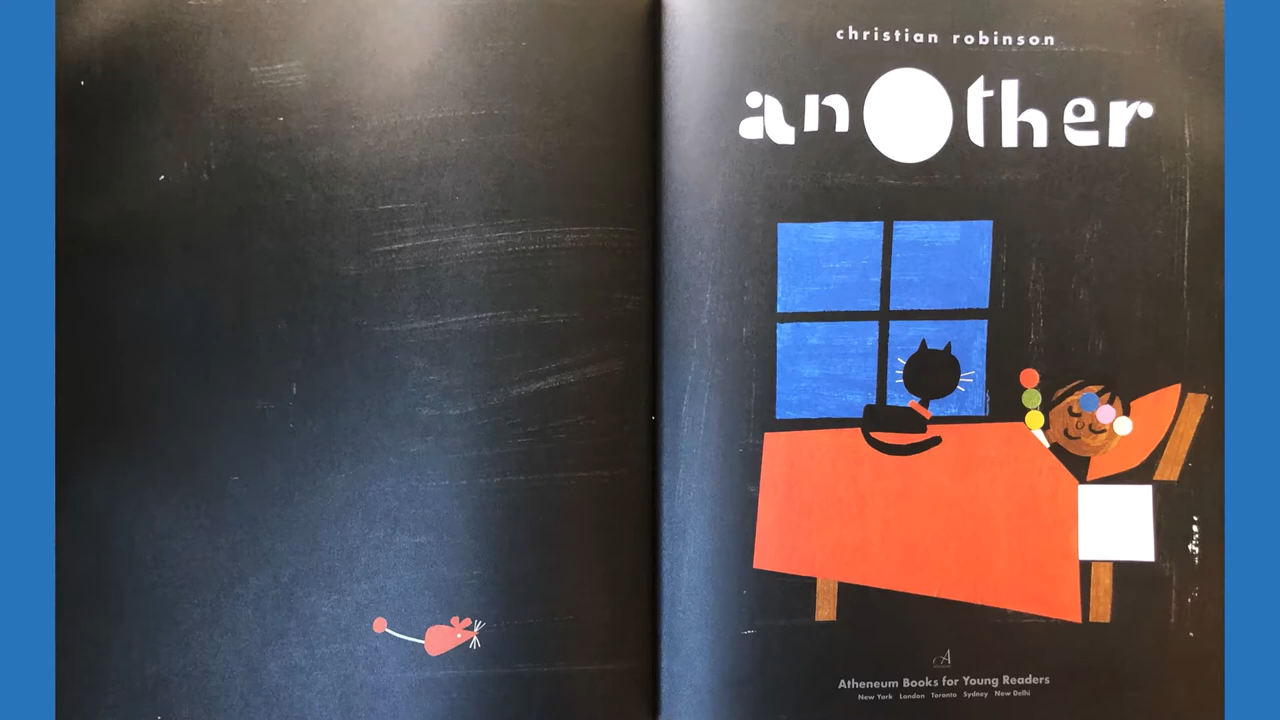 christian robinson
anOther
A
Atheneum Books for Young Readers
New York London Toronto Sydney New Delhi